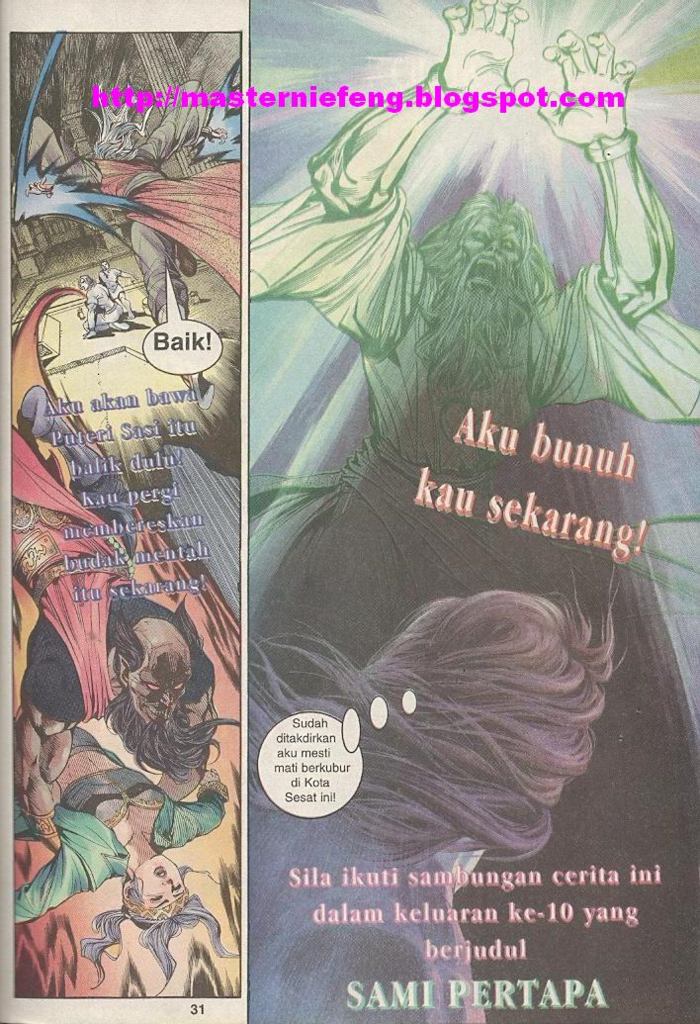 http://masterniefeng.blogspot.com
Baik!
Aku akan bawa
Puteri Sasi itu
balik dulu!
Kau pergi
membereskan
budak mentah
itu sekarang!
Aku bunuh
kau sekarang!
Sudah
ditakdirkan
aku mesti
mati berkubur
di Kota
Sesat ini!
Sila ikuti sambungan cerita ini
dalam keluaran ke-10 yang
berjudul
SAMI PERTAPA
31